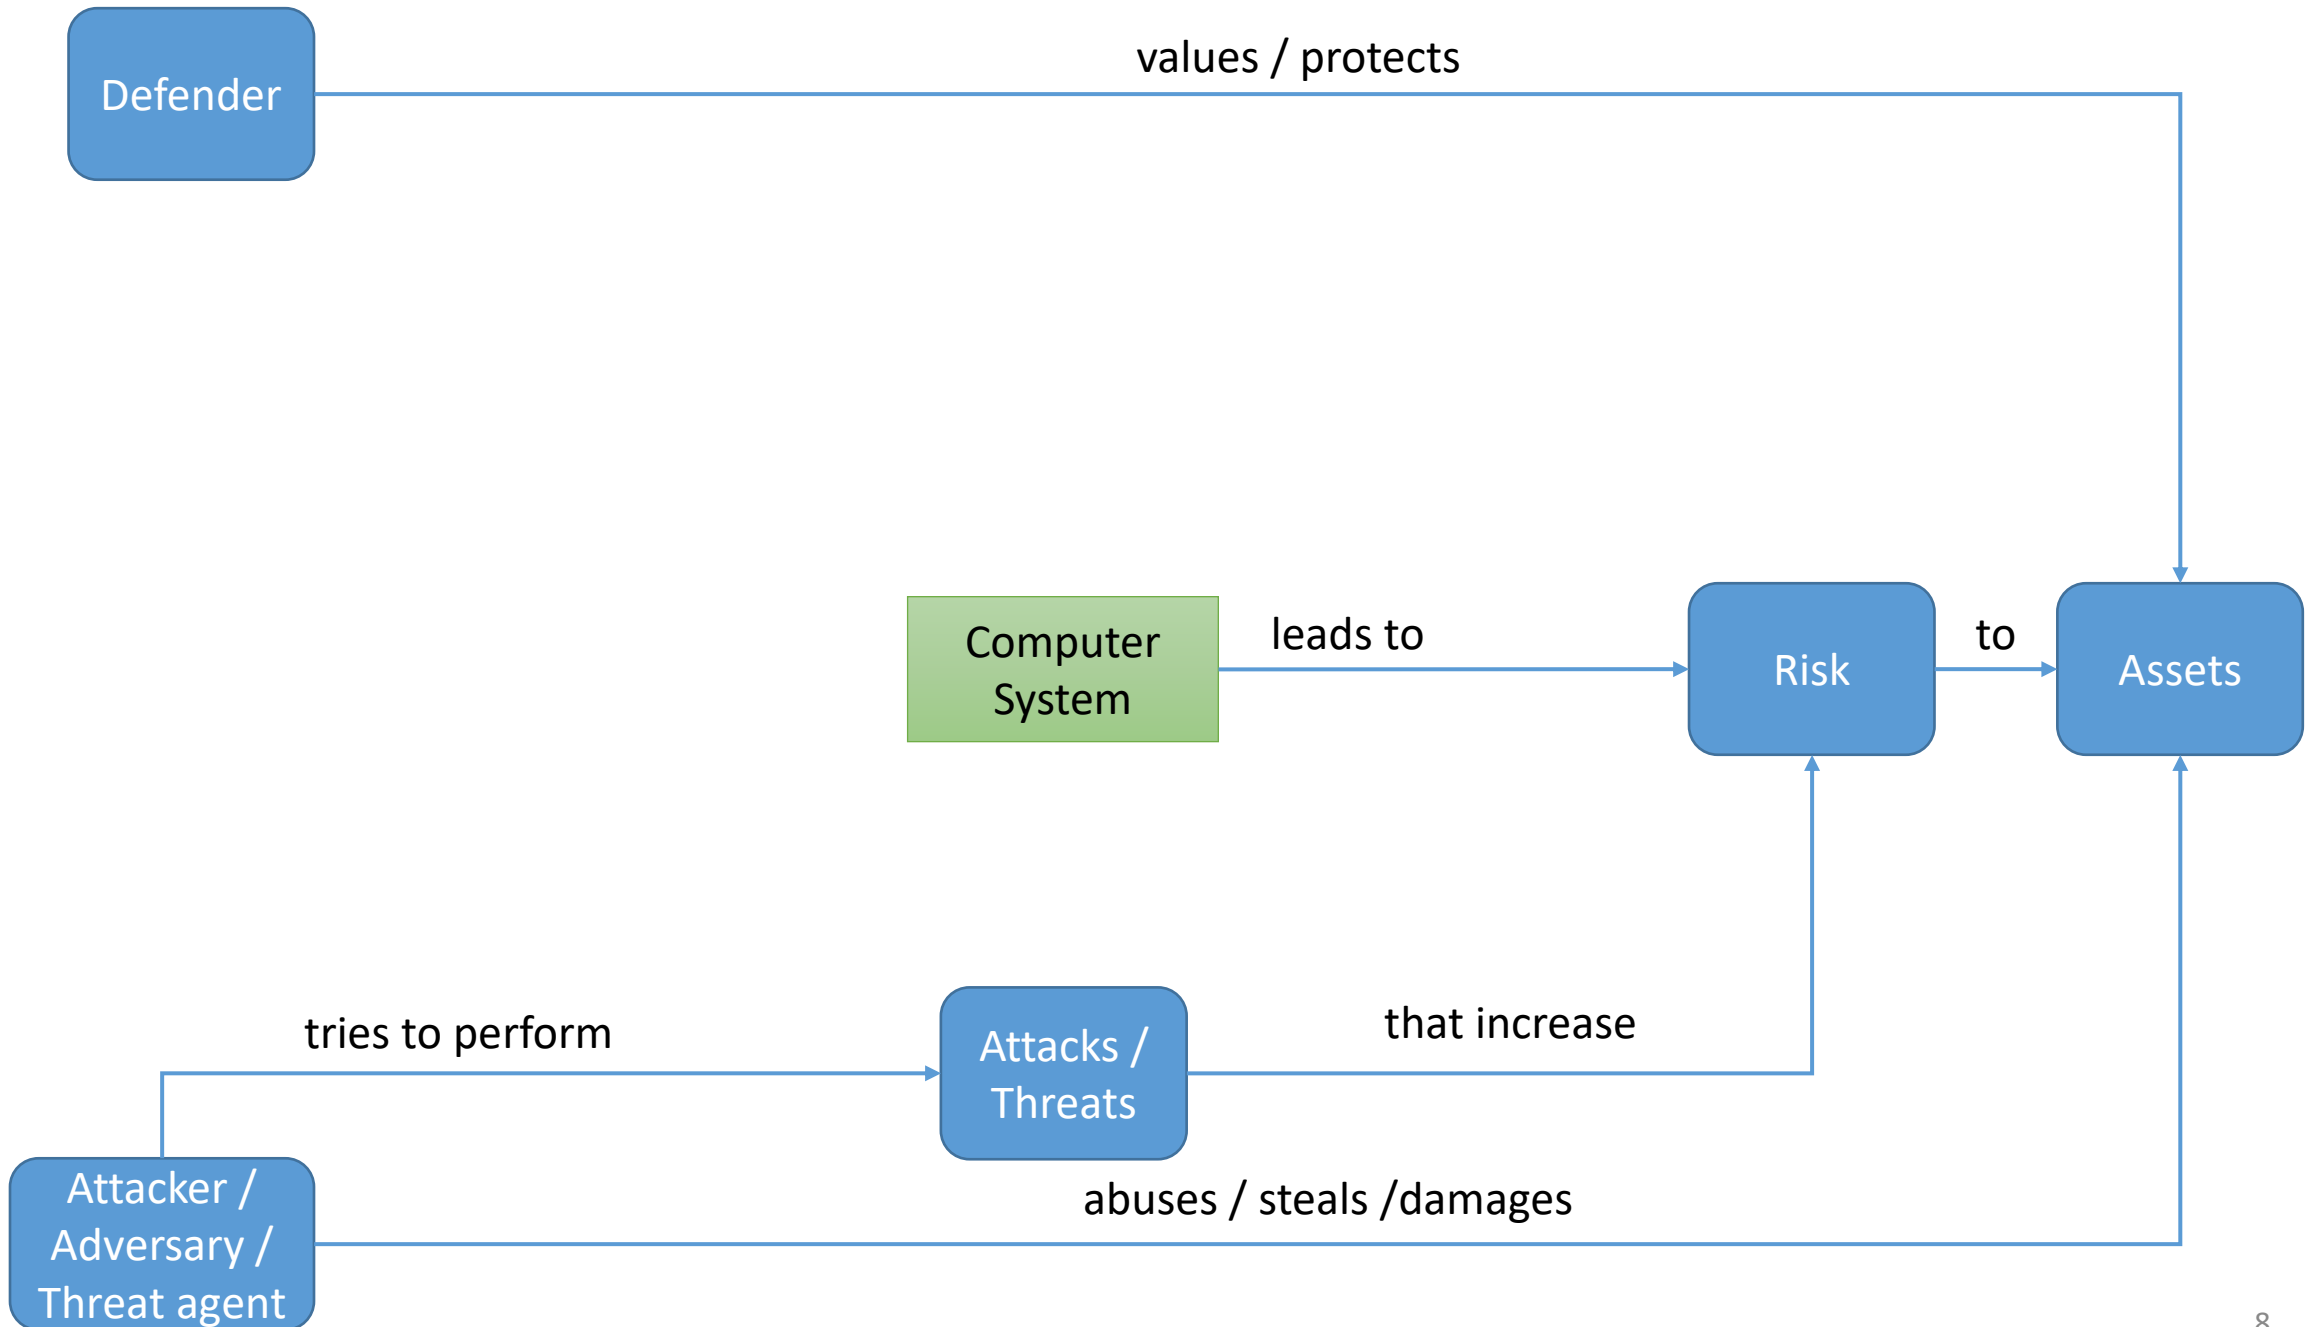 values / protects
Defender
Computer
System
leads to
Risk
to
Assets
tries to perform
Attacks /
Threats
that increase
Attacker /
Adversary /
Threat agent
abuses / steals /damages
8